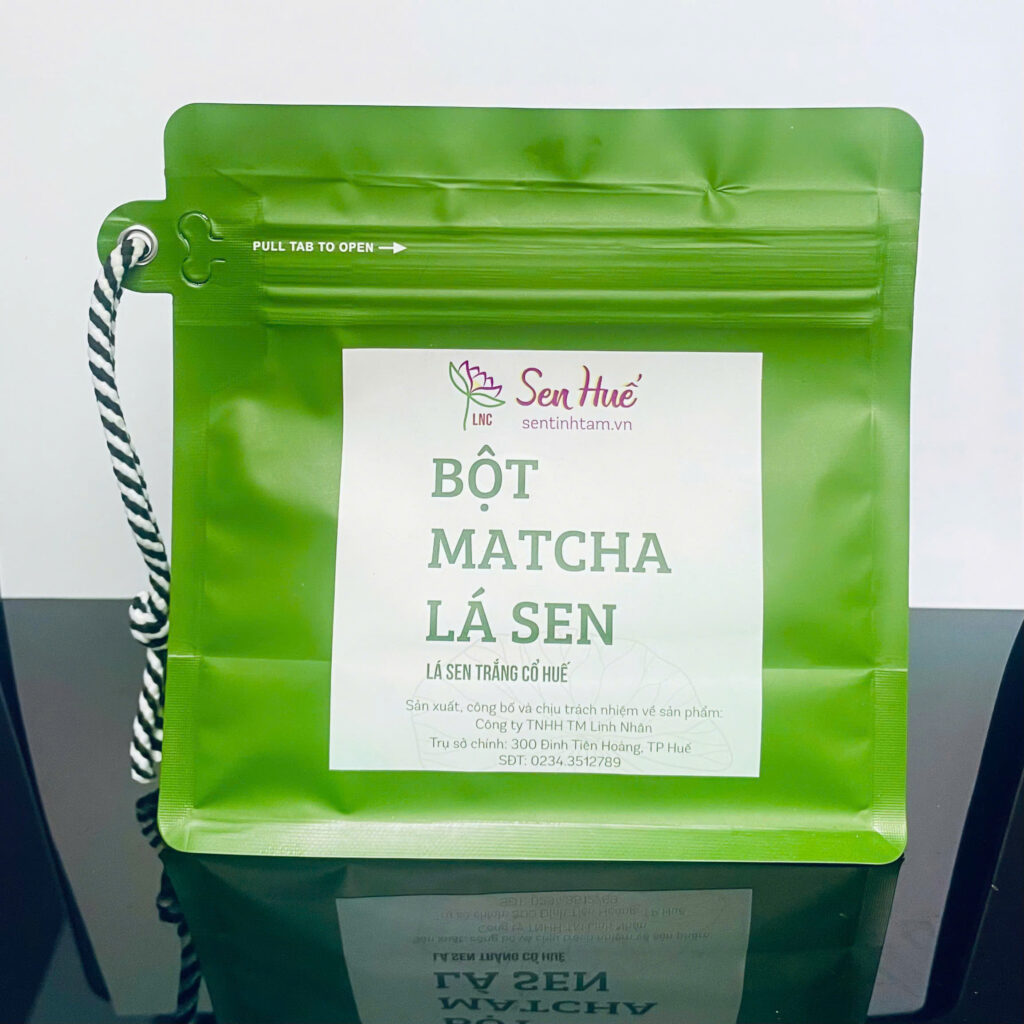 PULL TAB TO OPEN
Sen Huế
LNC
sentinhtam.vn
BỘT
MATCHA
LÁ SEN
LÁ SEN TRẮNG CỔ HUẾ
Sản xuất, công bố và chịu trách nhiệm về sản phẩm:
Công ty TNHH TM Linh Nhân
Trụ sở chính: 300 Đinh Tiên Hoàng, TP Huế
SĐT: 0234.3512789